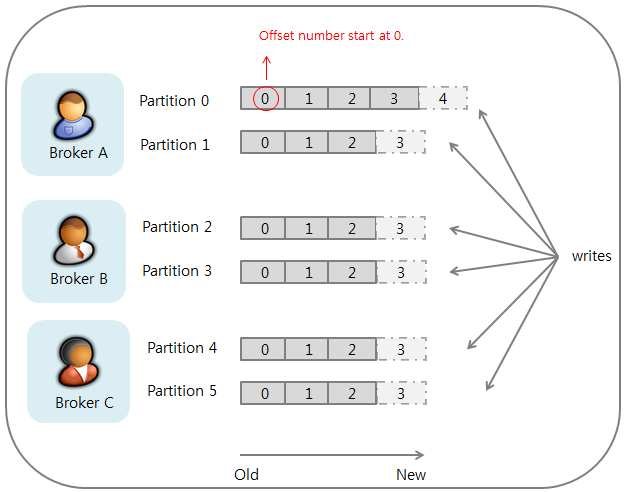 Offset number start at 0.
Partition 0 0 1 2 3 4
Broker A
Partition 1 0 1 2 3
Partition 2 0 1 2 3
Broker B
Partition 3 0 1 2 3
writes
Partition 4 0 1 2 3
Broker C
Partition 5 0 1 2 3
Old New